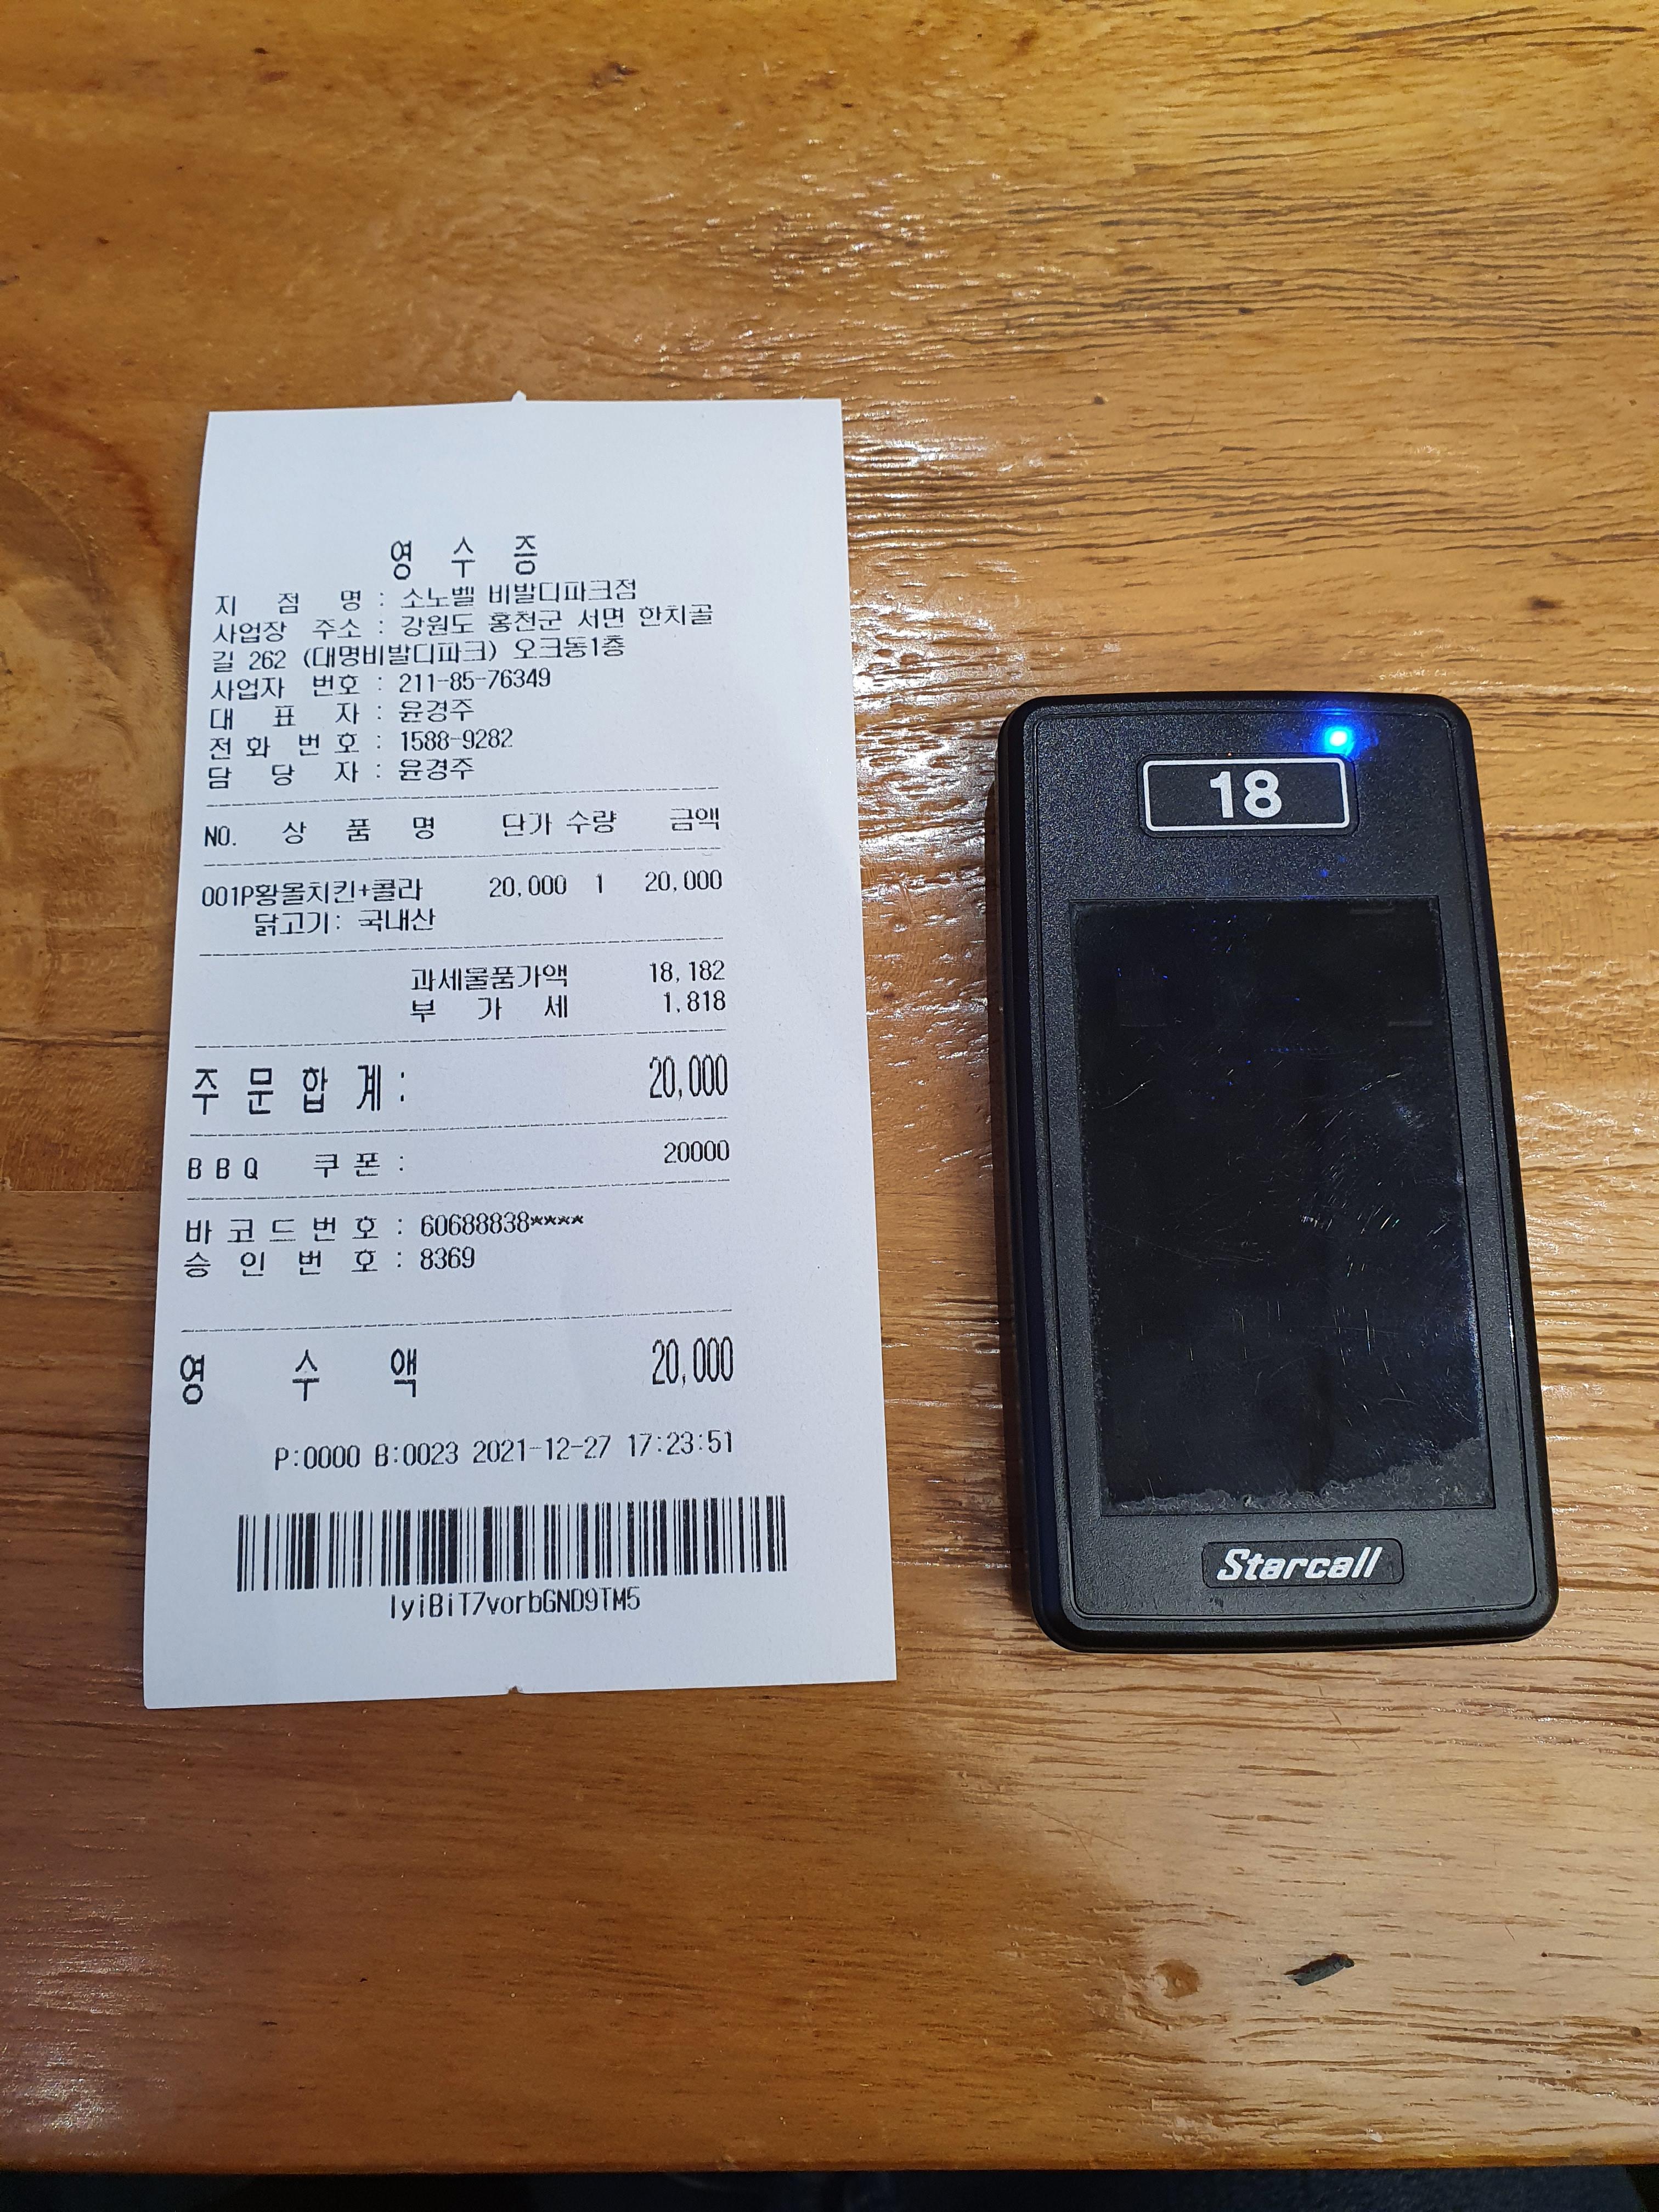 영 수 증
지 점 명 : 소노벨 비발디파크점
사업장 주소 : 강원도 홍천군 서면 한치골
길 262 (대명비발디파크) 오크동1층
사업자 번호 : 211-85-76349
대 표 자 : 윤경주
전화 번호 : 1588-9282
담 당 자 : 윤경주
NO. 상 품 명 단가 수량 금액
001P황올치킨+콜라 20,000 1 20,000
닭고기: 국내산
과세물품가액 18,182
부 가 세 1,818
주 문 합 계 : 20,000
B B Q 쿠 폰 : 20000
바 코 드 번 호 : 60688838****
승 인 번 호 : 8369
영 수 액 20,000
P:0000 B:0023 2021-12-27 17:23:51
lyiBiT7vorbGND9TM5
18
Starcall